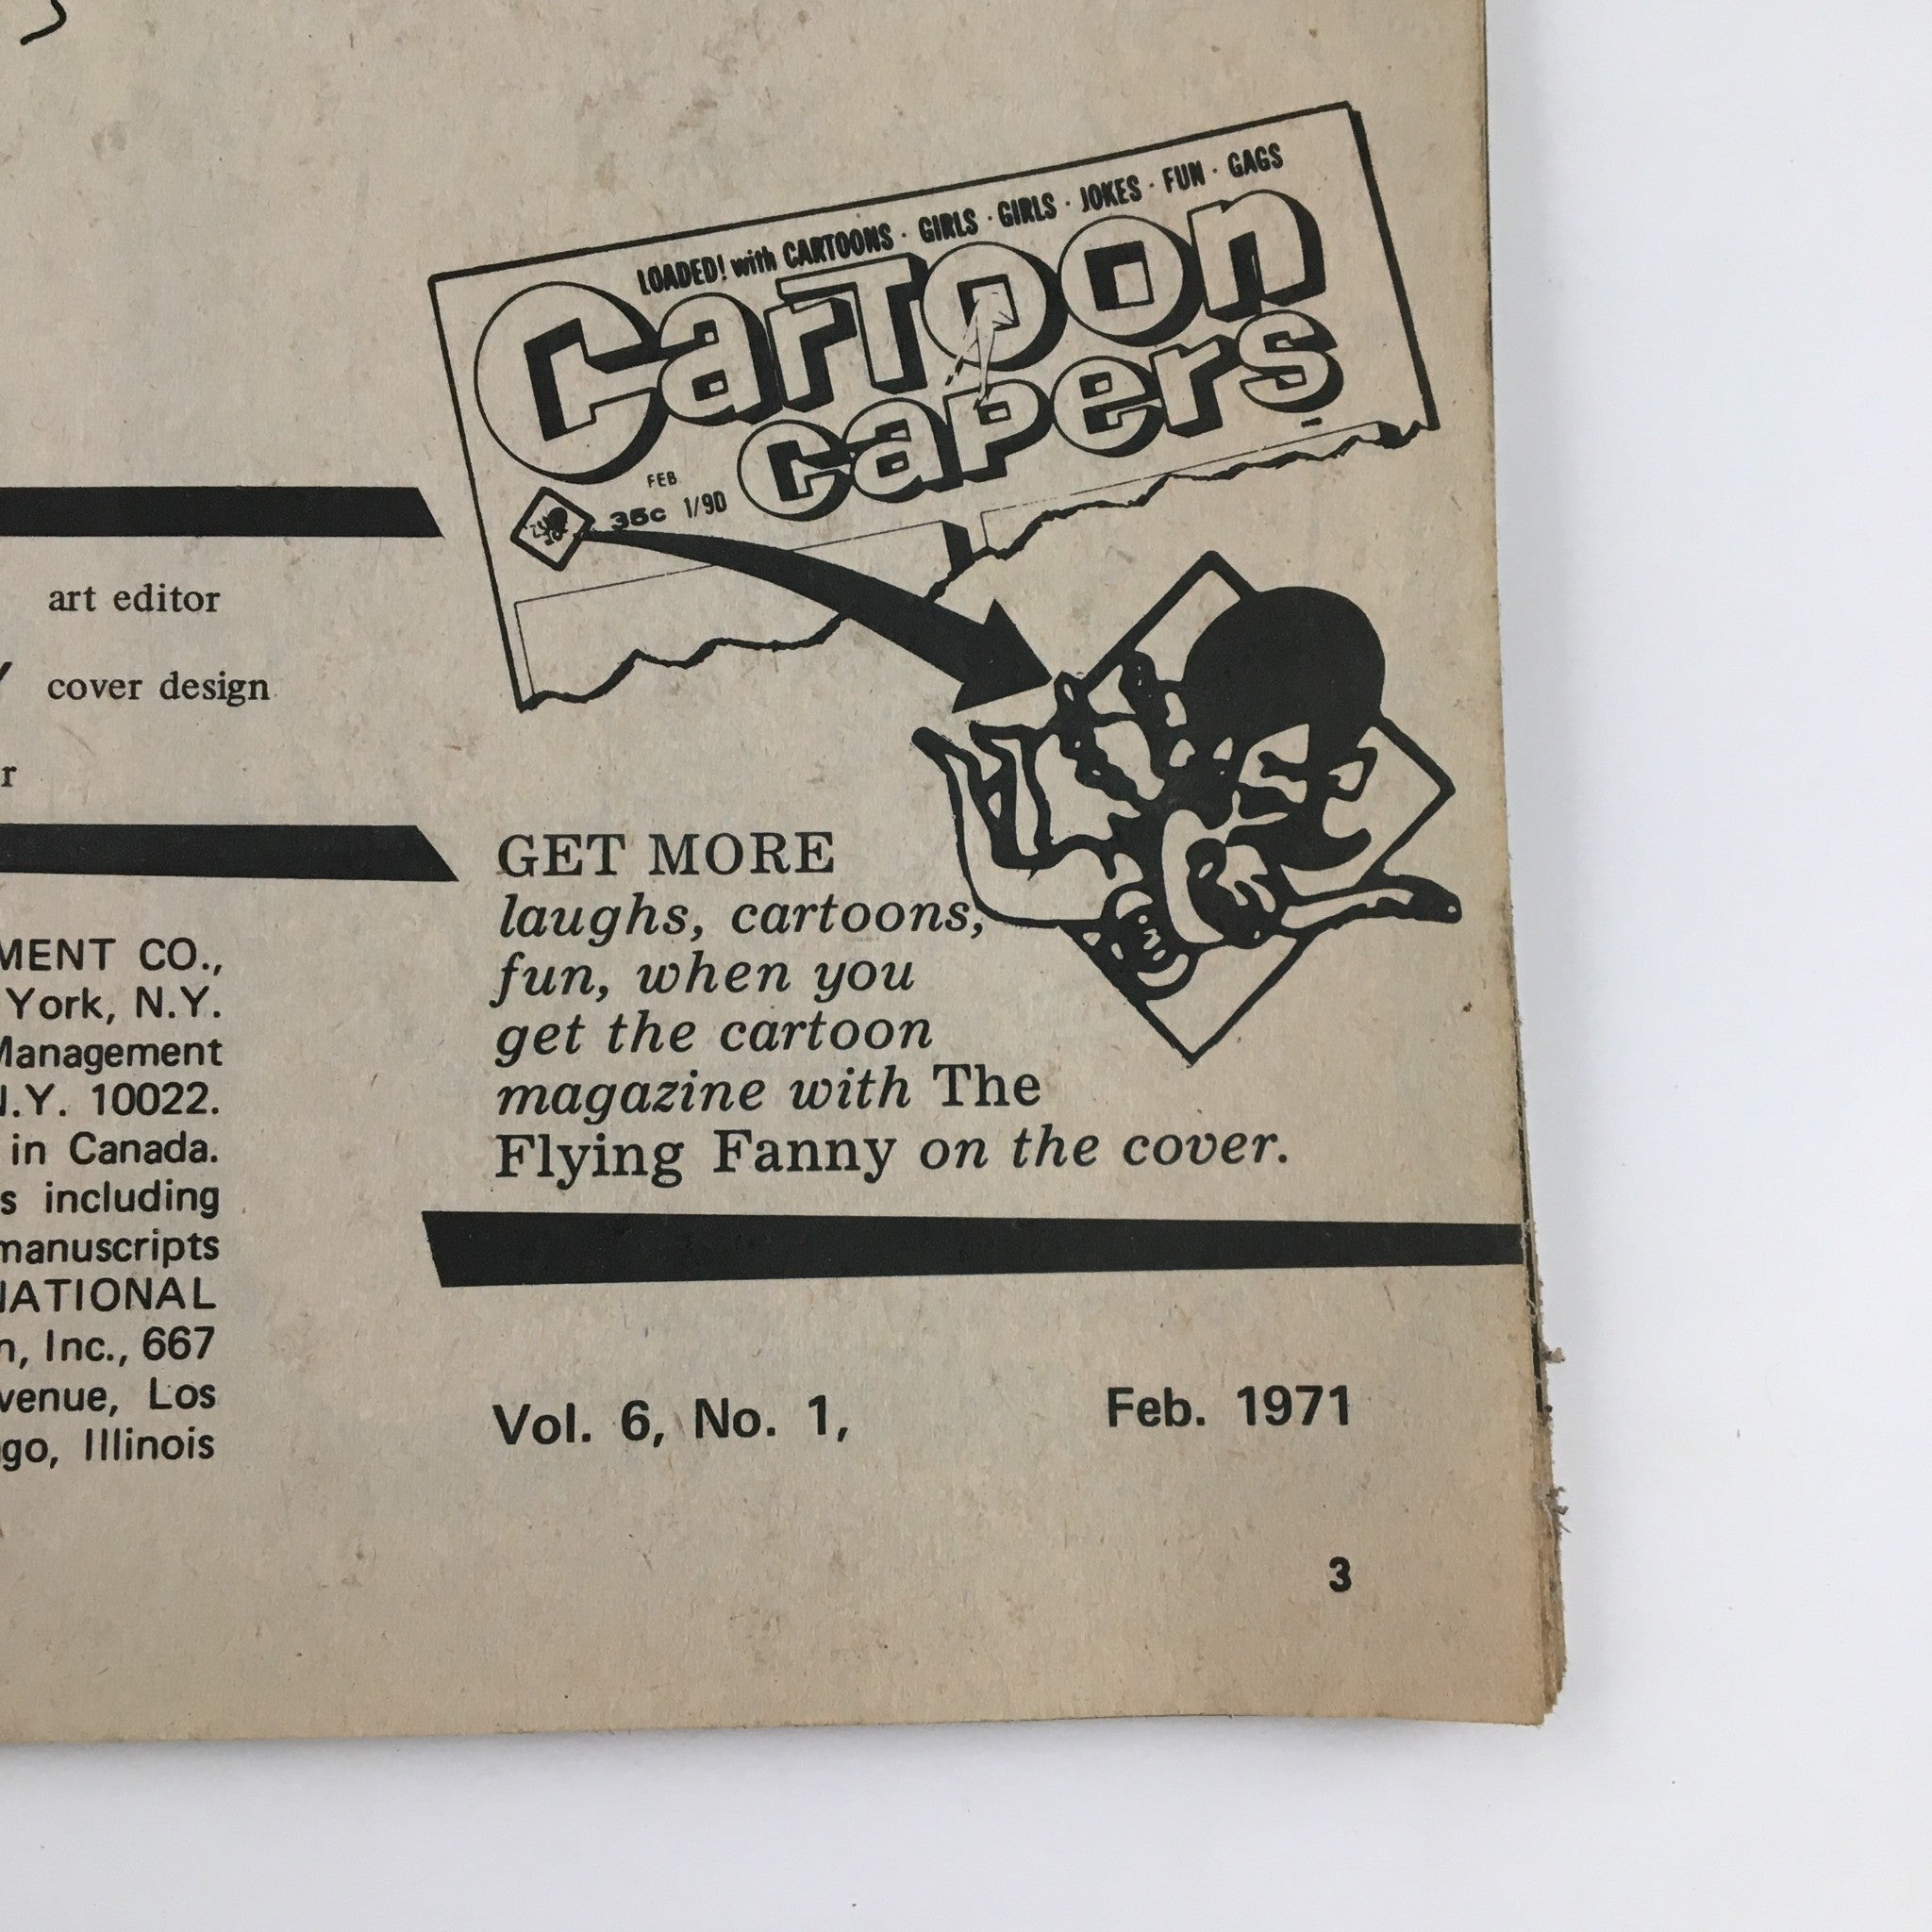 LOADED! with CARTOONS · GIRLS · GIRLS · JOKES · FUN · GAGS
CarToon
capers
FEB
35c 1/9D
art editor
cover design
GET MORE
laughs, cartoons,
fun, when you
get the cartoon
magazine with The
Flying Fanny on the cover.
MENT CO.,
York, N.Y.
Management
N.Y. 10022.
in Canada.
s including
manuscripts
NATIONAL
n, Inc., 667
venue, Los
go, Illinois
Vol. 6, No. 1, Feb. 1971
3